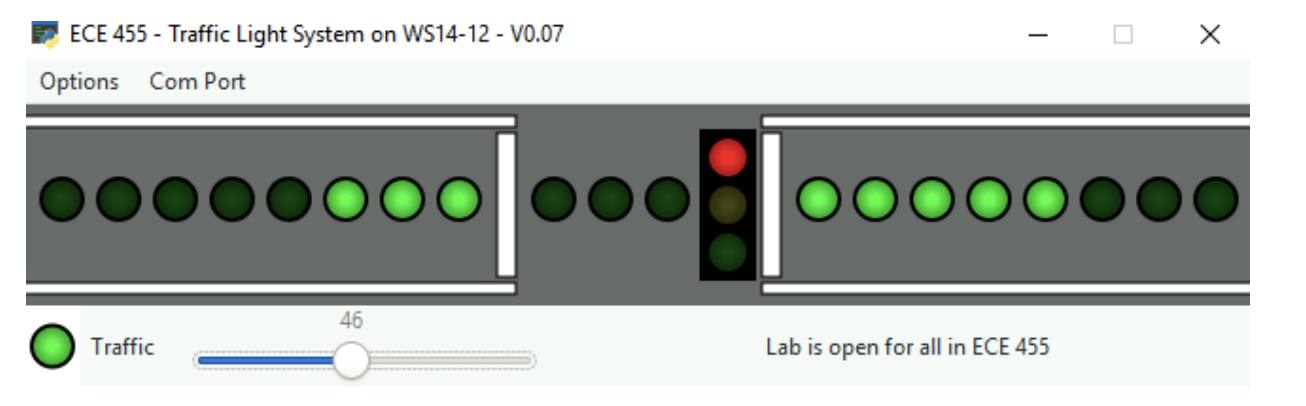 ECE 455 - Traffic Light System on WS14-12 - V0.07
Options Com Port
46
Traffic
Lab is open for all in ECE 455